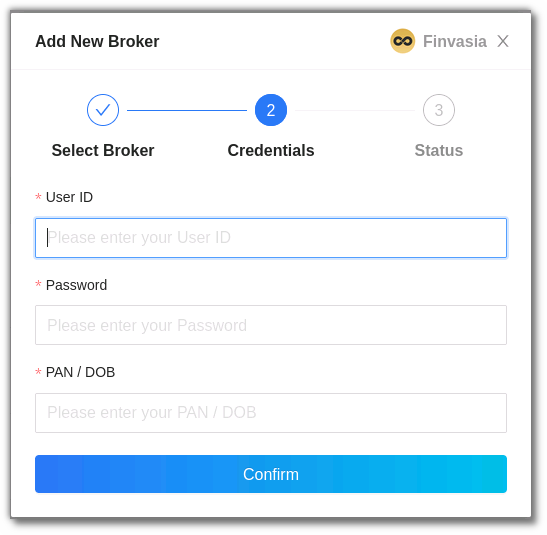 Add New Broker Finvasia
2 3
Select Broker Credentials Status
* User ID
Please enter your User ID
* Password
Please enter your Password
* PAN / DOB
Please enter your PAN / DOB
Confirm